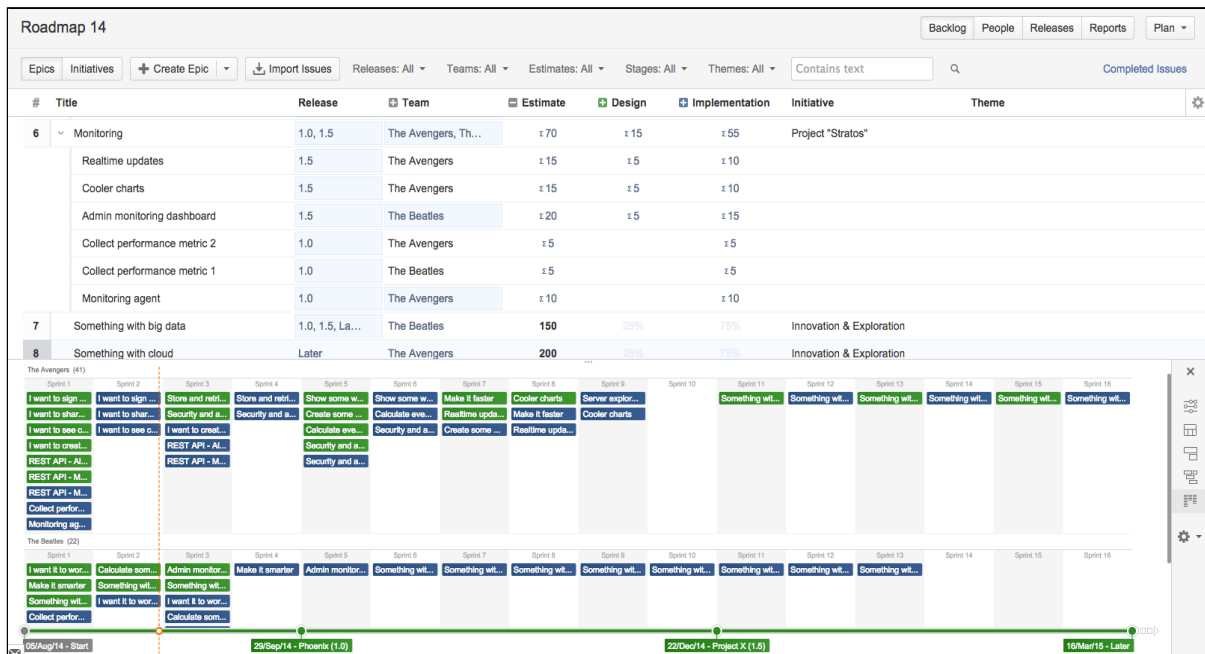 Roadmap 14
Backlog People Releases Reports Plan
Epics Initiatives Create Epic Import Issues Releases: All Teams: All Estimates: All Stages: All Themes: All Contains text Completed Issues
# Title Release Team Estimate Design Implementation Initiative Theme
6 Monitoring 1.0, 1.5 The Avengers, Th... Σ 70 Σ 15 Σ 55 Project "Stratos"
Realtime updates 1.5 The Avengers Σ 15 Σ 5 Σ 10
Cooler charts 1.5 The Avengers Σ 15 Σ 5 Σ 10
Admin monitoring dashboard 1.5 The Beatles Σ 20 Σ 5 Σ 15
Collect performance metric 2 1.0 The Avengers Σ 5 Σ 5
Collect performance metric 1 1.0 The Beatles Σ 5 Σ 5
Monitoring agent 1.0 The Avengers Σ 10 Σ 10
7 Something with big data 1.0, 1.5, La... The Beatles 150 25% 75% Innovation & Exploration
8 Something with cloud Later The Avengers 200 25% 75% Innovation & Exploration
The Avengers (41)
Sprint 1 Sprint 2 Sprint 3 Sprint 4 Sprint 5 Sprint 6 Sprint 7 Sprint 8 Sprint 9 Sprint 10 Sprint 11 Sprint 12 Sprint 13 Sprint 14 Sprint 15 Sprint 16
I want to sign ... I want to sign ... Store and retri... Store and retri... Show some w... Show some w... Make it faster Cooler charts Server explor... Something wit... Something wit... Something wit... Something wit... Something wit... Something wit...
I want to shar... I want to shar... Security and a... Security and a... Create some ... Calculate eve... Realtime upda... Make it faster Cooler charts
I want to see c... I want to see c... I want to creat... Calculate eve... Security and a... Create some ... Realtime upda...
I want to creat... REST API - Al... Security and a...
REST API - Al... REST API - M... Security and a...
REST API - M...
REST API - M...
Collect perfor...
Monitoring ag...
The Beatles (22)
Sprint 1 Sprint 2 Sprint 3 Sprint 4 Sprint 5 Sprint 6 Sprint 7 Sprint 8 Sprint 9 Sprint 10 Sprint 11 Sprint 12 Sprint 13 Sprint 14 Sprint 15 Sprint 16
I want it to wor... Calculate som... Admin monitor... Make it smarter Admin monitor... Something wit... Something wit... Something wit... Something wit... Something wit... Something wit... Something wit... Something wit...
Make it smarter Something wit... Something wit...
Something wit... I want it to wor... I want it to wor...
Collect perfor... Calculate som...
05/Aug/14 - Start 29/Sep/14 - Phoenix (1.0) 22/Dec/14 - Project X (1.5) 16/Mar/15 - Later